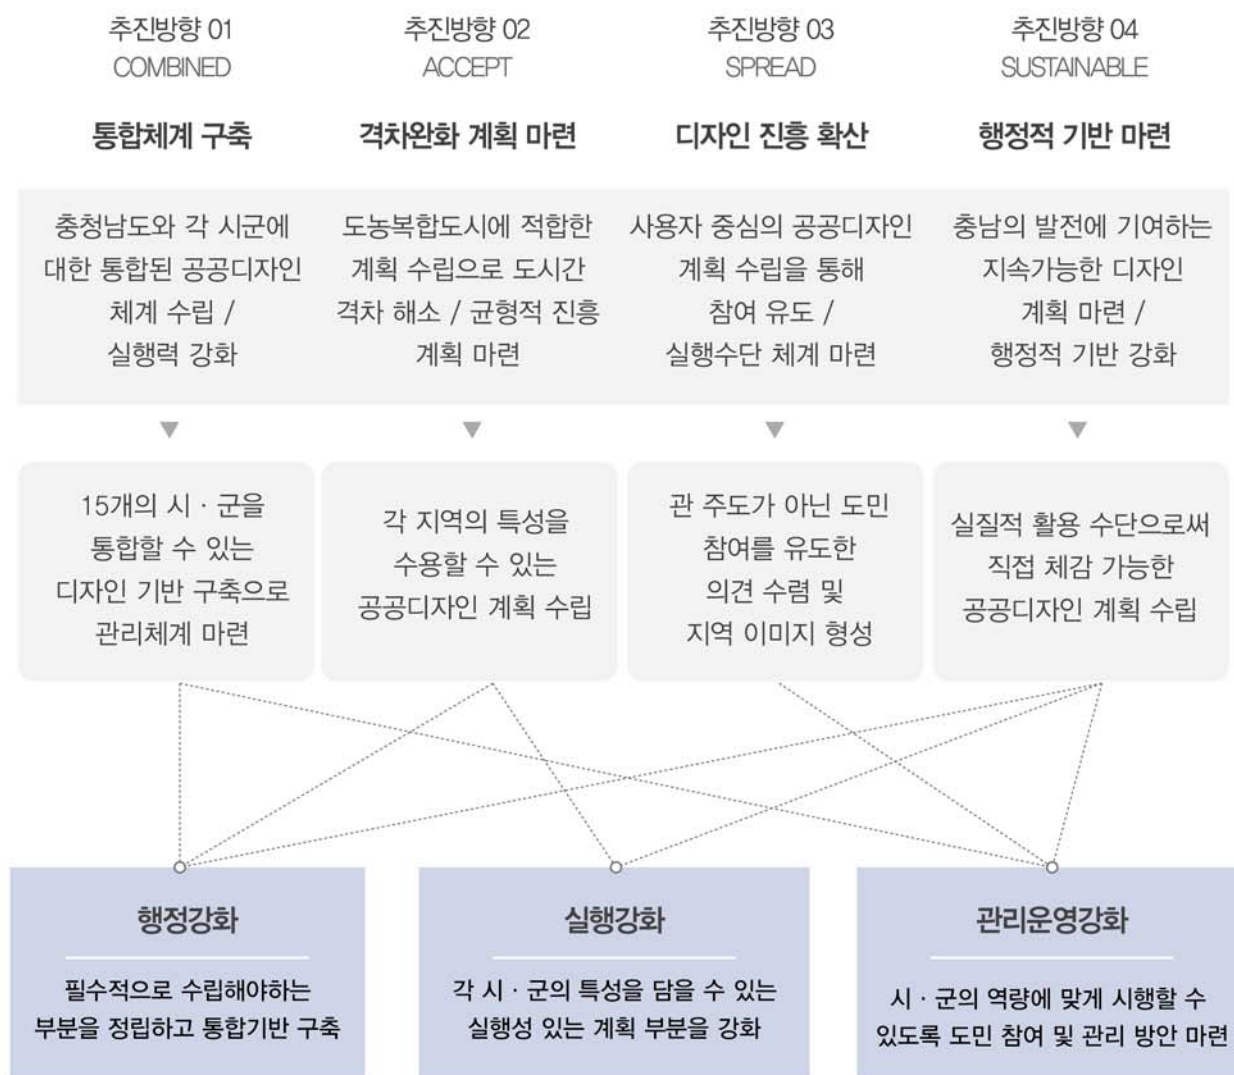 추진방향 01
COMBINED
통합체계 구축
충청남도와 각 시군에
대한 통합된 공공디자인
체계 수립 /
실행력 강화
15개의 시 · 군을
통합할 수 있는
디자인 기반 구축으로
관리체계 마련
추진방향 02
ACCEPT
격차완화 계획 마련
도농복합도시에 적합한
계획 수립으로 도시간
격차 해소 / 균형적 진흥
계획 마련
각 지역의 특성을
수용할 수 있는
공공디자인 계획 수립
추진방향 03
SPREAD
디자인 진흥 확산
사용자 중심의 공공디자인
계획 수립을 통해
참여 유도 /
실행수단 체계 마련
관 주도가 아닌 도민
참여를 유도한
의견 수렴 및
지역 이미지 형성
추진방향 04
SUSTAINABLE
행정적 기반 마련
충남의 발전에 기여하는
지속가능한 디자인
계획 마련 /
행정적 기반 강화
실질적 활용 수단으로써
직접 체감 가능한
공공디자인 계획 수립
행정강화
필수적으로 수립해야하는
부분을 정립하고 통합기반 구축
실행강화
각 시 · 군의 특성을 담을 수 있는
실행성 있는 계획 부분을 강화
관리운영강화
시 · 군의 역량에 맞게 시행할 수
있도록 도민 참여 및 관리 방안 마련